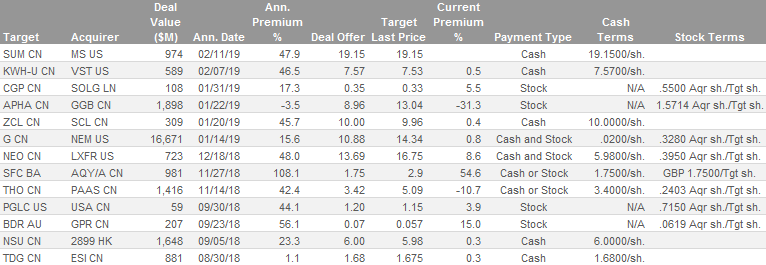 Deal Ann. Current
Value Premium Target Premium Cash
Target Acquirer ($M) Ann. Date % Deal Offer Last Price % Payment Type Terms Stock Terms
SUM CN MS US 974 02/11/19 47.9 19.15 19.15 Cash 19.1500/sh.
KWH-U CN VST US 589 02/07/19 46.5 7.57 7.53 0.5 Cash 7.5700/sh.
CGP CN SOLG LN 108 01/31/19 17.3 0.35 0.33 5.5 Stock N/A .5500 Aqr sh./Tgt sh.
APHA CN GGB CN 1,898 01/22/19 -3.5 8.96 13.04 -31.3 Stock N/A 1.5714 Aqr sh./Tgt sh.
ZCL CN SCL CN 309 01/20/19 45.7 10.00 9.96 0.4 Cash 10.0000/sh.
G CN NEM US 16,671 01/14/19 15.6 10.88 14.34 0.8 Cash and Stock .0200/sh. .3280 Aqr sh./Tgt sh.
NEO CN LXFR US 723 12/18/18 48.0 13.69 16.75 8.6 Cash and Stock 5.9800/sh. .3950 Aqr sh./Tgt sh.
SFC BA AQY/A CN 981 11/27/18 108.1 1.75 2.9 54.6 Cash or Stock 1.7500/sh. GBP 1.7500/Tgt sh.
THO CN PAAS CN 1,416 11/14/18 42.4 3.42 5.09 -10.7 Cash or Stock 3.4000/sh. .2403 Aqr sh./Tgt sh.
PGLC US USA CN 59 09/30/18 44.1 1.20 1.15 3.9 Stock N/A .7150 Aqr sh./Tgt sh.
BDR AU GPR CN 207 09/23/18 56.1 0.07 0.057 15.0 Stock N/A .0619 Aqr sh./Tgt sh.
NSU CN 2899 HK 1,648 09/05/18 23.3 6.00 5.98 0.3 Cash 6.0000/sh.
TDG CN ESI CN 881 08/30/18 1.1 1.68 1.675 0.3 Cash 1.6800/sh.